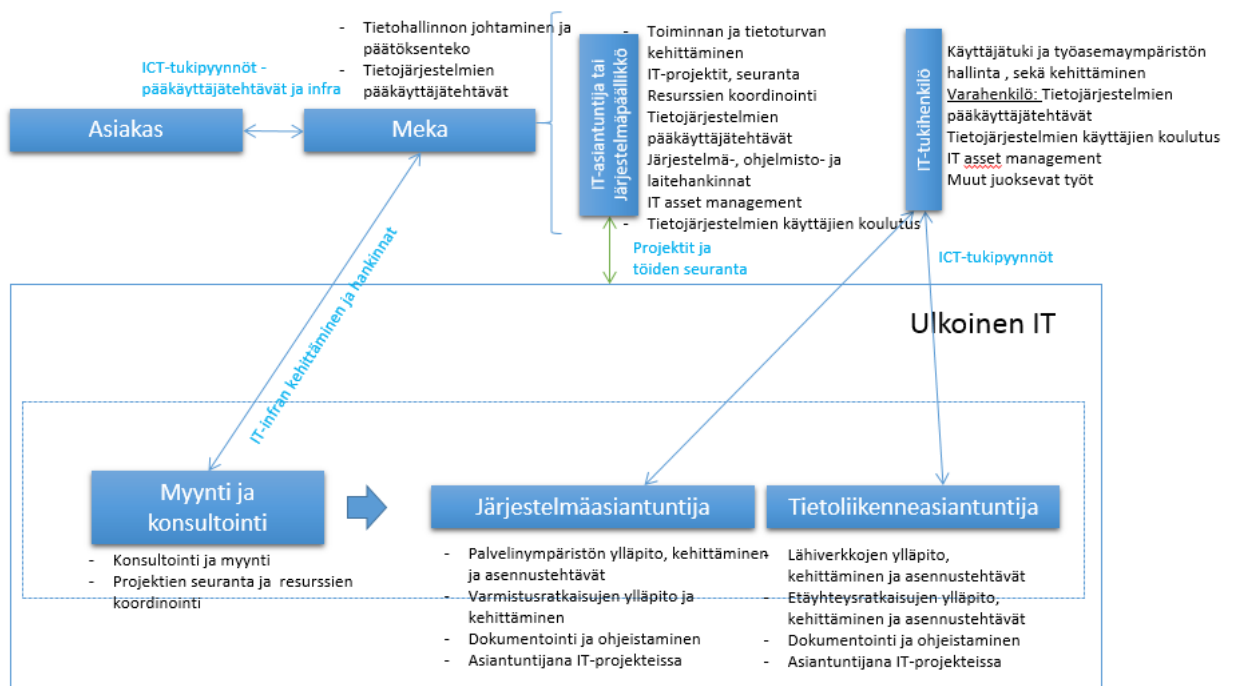 - Tietohallinnon johtaminen ja
päätöksenteko
- Tietojärjestelmien
pääkäyttäjätehtävät
ICT-tukipyynnöt -
pääkäyttäjätehtävät ja infra
Asiakas
Meka
IT-asiantuntija tai
Järjestelmäpäällikkö
- Toiminnan ja tietoturvan
kehittäminen
- IT-projektit, seuranta
Resurssien koordinointi
Tietojärjestelmien
pääkäyttäjätehtävät
Järjestelmä-, ohjelmisto- ja
laitehankinnat
IT asset management
- Tietojärjestelmien käyttäjien koulutus
IT-tukihenkilö
Käyttäjätuki ja työasemaympäristön
hallinta , sekä kehittäminen
Varahenkilö: Tietojärjestelmien
pääkäyttäjätehtävät
Tietojärjestelmien käyttäjien koulutus
IT asset management
Muut juoksevat työt
Projektit ja
töiden seuranta
ICT-tukipyynnöt
IT-infran kehittäminen ja hankinnat
Ulkoinen IT
Myynti ja
konsultointi
- Konsultointi ja myynti
- Projektien seuranta ja resurssien
koordinointi
Järjestelmäasiantuntija
- Palvelinympäristön ylläpito, kehittäminen
ja asennustehtävät
- Varmistusratkaisujen ylläpito ja
kehittäminen
- Dokumentointi ja ohjeistaminen
- Asiantuntijana IT-projekteissa
Tietoliikenneasiantuntija
- Lähiverkkojen ylläpito,
kehittäminen ja asennustehtävät
- Etäyhteysratkaisujen ylläpito,
kehittäminen ja asennustehtävät
- Dokumentointi ja ohjeistaminen
- Asiantuntijana IT-projekteissa